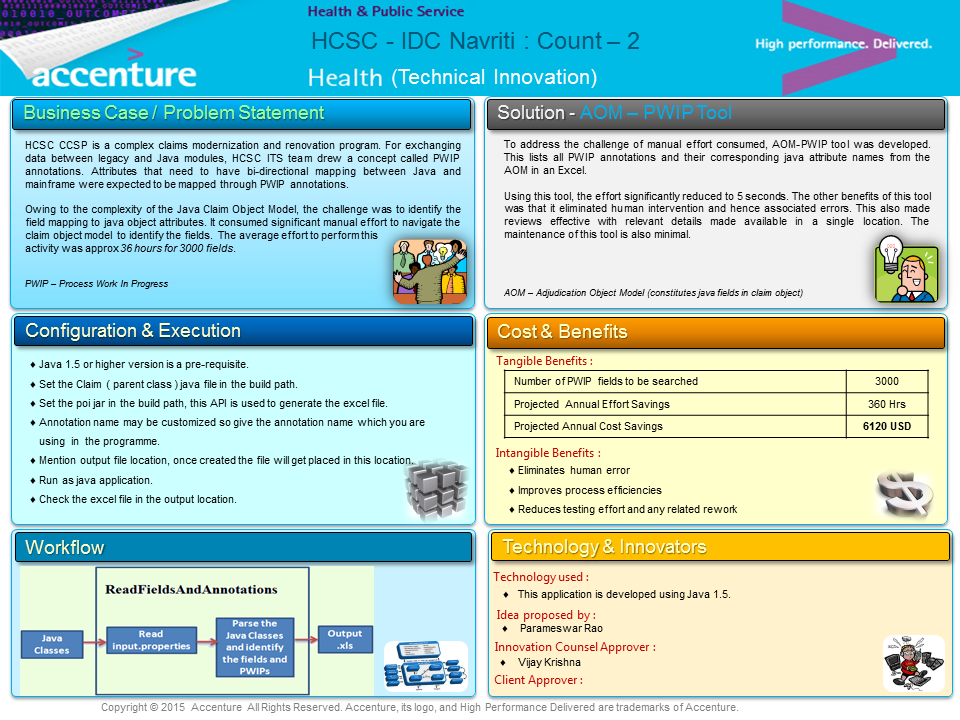 010010_OUTCOME
Health & Public Service
HCSC - IDC Navriti : Count – 2
Health (Technical Innovation)
accenture
High performance. Delivered.
Business Case / Problem Statement
HCSC CCSP is a complex claims modernization and renovation program. For exchanging
data between legacy and Java modules, HCSC ITS team drew a concept called PWIP
annotations. Attributes that need to have bi-directional mapping between Java and
mainframe were expected to be mapped through PWIP annotations.
Owing to the complexity of the Java Claim Object Model, the challenge was to identify the
field mapping to java object attributes. It consumed significant manual effort to navigate the
claim object model to identify the fields. The average effort to perform this
activity was approx 36 hours for 3000 fields.
PWIP – Process Work In Progress
Solution - AOM – PWIP Tool
To address the challenge of manual effort consumed, AOM-PWIP tool was developed.
This lists all PWIP annotations and their corresponding java attribute names from the
AOM in an Excel.
Using this tool, the effort significantly reduced to 5 seconds. The other benefits of this tool
was that it eliminated human intervention and hence associated errors. This also made
reviews effective with relevant details made available in a single location. The
maintenance of this tool is also minimal.
AOM – Adjudication Object Model (constitutes java fields in claim object)
Configuration & Execution
♦ Java 1.5 or higher version is a pre-requisite.
♦ Set the Claim ( parent class ) java file in the build path.
♦ Set the poi jar in the build path, this API is used to generate the excel file.
♦ Annotation name may be customized so give the annotation name which you are
using in the programme.
♦ Mention output file location, once created the file will get placed in this location.
♦ Run as java application.
♦ Check the excel file in the output location.
Cost & Benefits
Tangible Benefits :
Number of PWIP fields to be searched 3000
Projected Annual Effort Savings 360 Hrs
Projected Annual Cost Savings 6120 USD
Intangible Benefits :
♦ Eliminates human error
♦ Improves process efficiencies
♦ Reduces testing effort and any related rework
Workflow
ReadFieldsAndAnnotations
Java
Classes
Read
input.properties
Parse the
Java Classes
and identify
the fields and
PWIPs
Output
.xls
Technology & Innovators
Technology used :
♦ This application is developed using Java 1.5.
Idea proposed by :
♦ Parameswar Rao
Innovation Counsel Approver :
♦ Vijay Krishna
Client Approver :
Copyright © 2015 Accenture All Rights Reserved. Accenture, its logo, and High Performance Delivered are trademarks of Accenture.